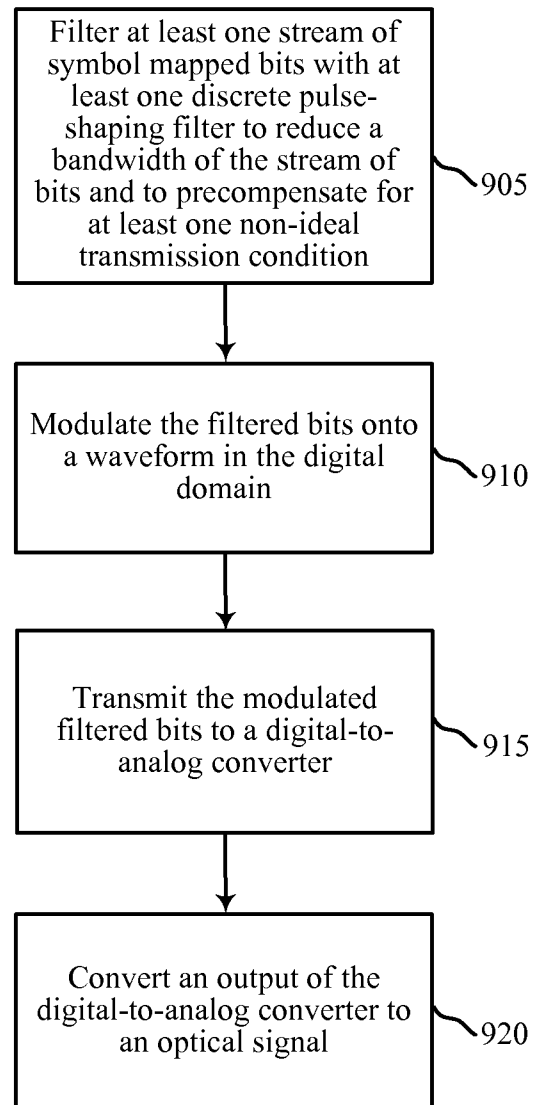 Filter at least one stream of
symbol mapped bits with at
least one discrete pulse-
shaping filter to reduce a
bandwidth of the stream of
bits and to precompensate for
at least one non-ideal
transmission condition
905
Modulate the filtered bits onto
a waveform in the digital
domain
910
Transmit the modulated
filtered bits to a digital-to-
analog converter
915
Convert an output of the
digital-to-analog converter to
an optical signal
920